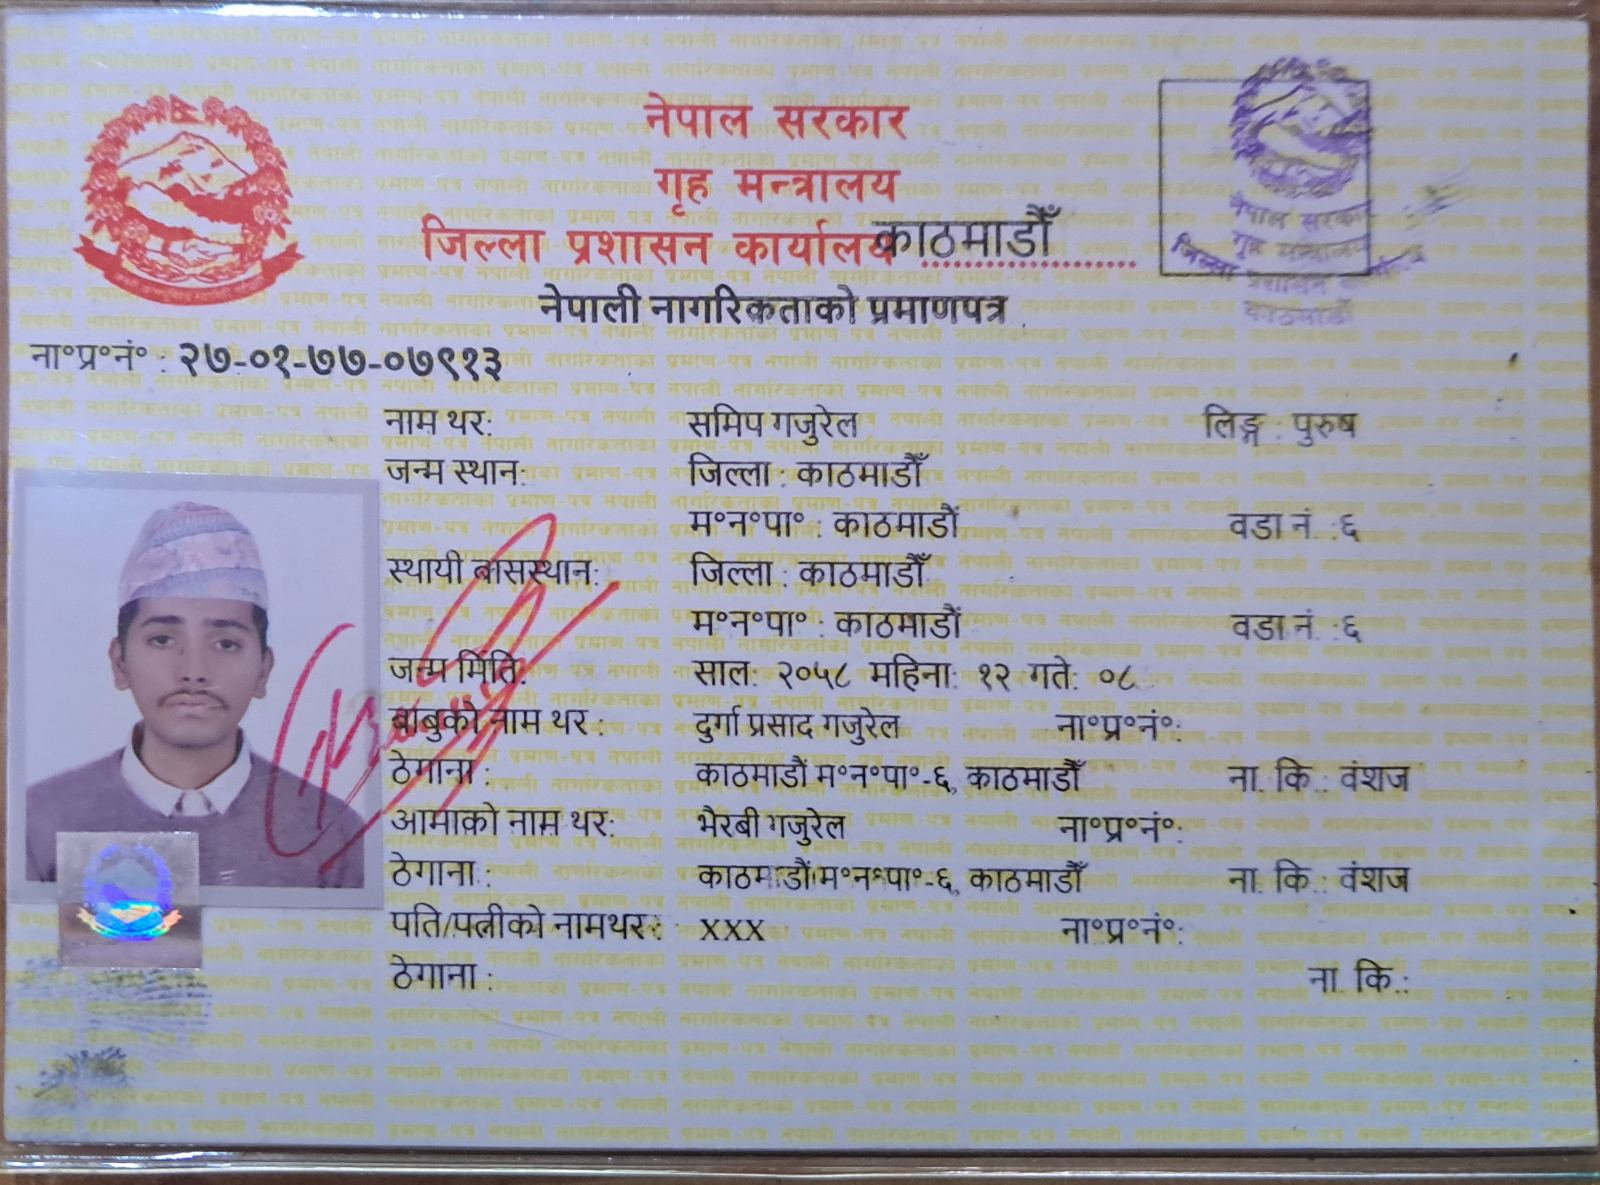 नेपाल सरकार
गृह मन्त्रालय
जिल्ला प्रशासन कार्यालय काठमाडौँ
नेपाल सरकार
गृह मन्त्रालय
जिल्ला प्रशासन कार्यालय
काठमाडौं
नेपाली नागरिकताको प्रमाणपत्र
ना॰प्र॰नं॰ : २७-०१-७७-०७९१३
नाम थर: समिप गजुरेल लिङ्ग : पुरुष
जन्म स्थान: जिल्ला : काठमाडौँ
म॰न॰पा॰ : काठमाडौं वडा नं. :६
स्थायी बासस्थान: जिल्ला : काठमाडौँ
म॰न॰पा॰ : काठमाडौं वडा नं. :६
जन्म मिति: साल: २०५८ महिना: १२ गते: ०८
बाबुको नाम थर : दुर्गा प्रसाद गजुरेल ना॰प्र॰नं॰:
ठेगाना : काठमाडौं म॰न॰पा॰-६, काठमाडौँ ना. कि.: वंशज
आमाको नाम थर: भैरबी गजुरेल ना॰प्र॰नं॰:
ठेगाना : काठमाडौं म॰न॰पा॰-६, काठमाडौँ ना. कि.: वंशज
पति/पत्नीको नामथर : XXX ना॰प्र॰नं॰:
ठेगाना : ना. कि.: